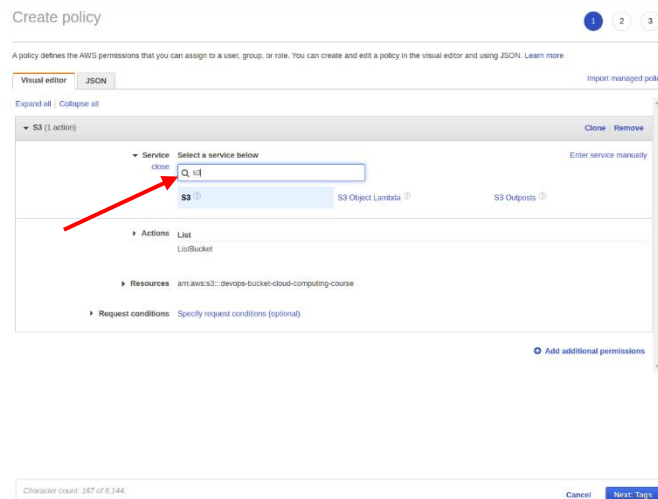 Create policy
1 2 3
A policy defines the AWS permissions that you can assign to a user, group, or role. You can create and edit a policy in the visual editor and using JSON. Learn more
Visual editor JSON Import managed poli
Expand all | Collapse all
S3 (1 action) Clone | Remove
Service Select a service below Enter service manually
close
s3
S3 S3 Object Lambda S3 Outposts
Actions List
ListBucket
Resources arn:aws:s3:::devops-bucket-cloud-computing-course
Request conditions Specify request conditions (optional)
Add additional permissions
Character count: 167 of 6,144.
Cancel Next: Tags